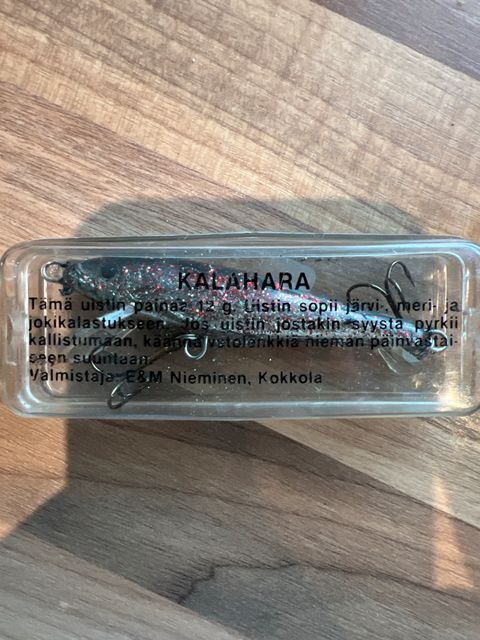 KALAHARA
Tämä uistin painaa 12 g. Uistin sopii järvi-, meri- ja
jokikalastukseen. Jos uistin jostakin syystä pyrkii
kallistumaan, käännä vetolenkkiä hieman päinvastai-
seen suuntaan.
Valmistaja: E&M Nieminen, Kokkola